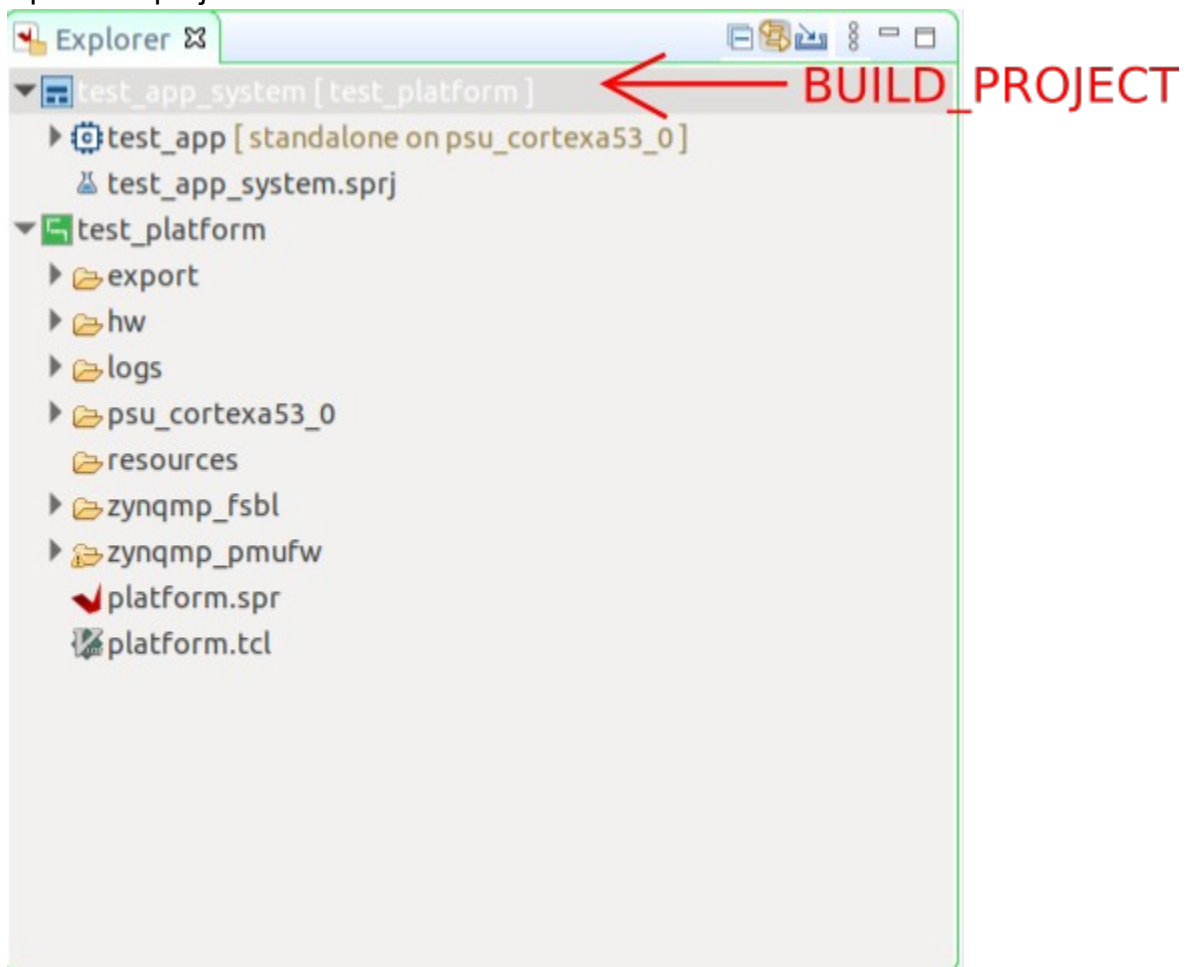 Explorer
test_app_system [ test_platform ]
BUILD_PROJECT
test_app [ standalone on psu_cortexa53_0 ]
test_app_system.sprj
test_platform
export
hw
logs
psu_cortexa53_0
resources
zynqmp_fsbl
zynqmp_pmufw
platform.spr
platform.tcl